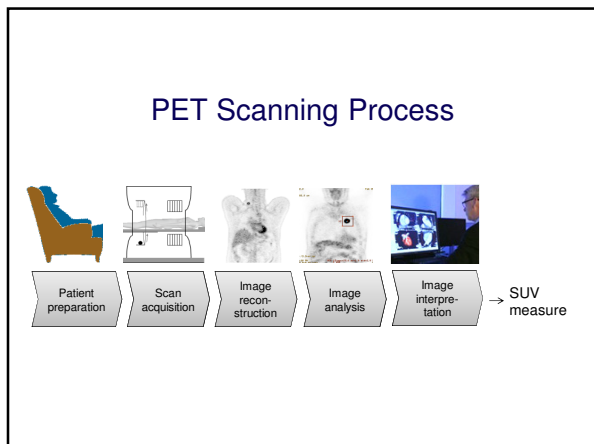 PET Scanning Process
Patient
preparation
Scan
acquisition
Image
recon-
struction
Image
analysis
Image
interpre-
tation
→ SUV
measure